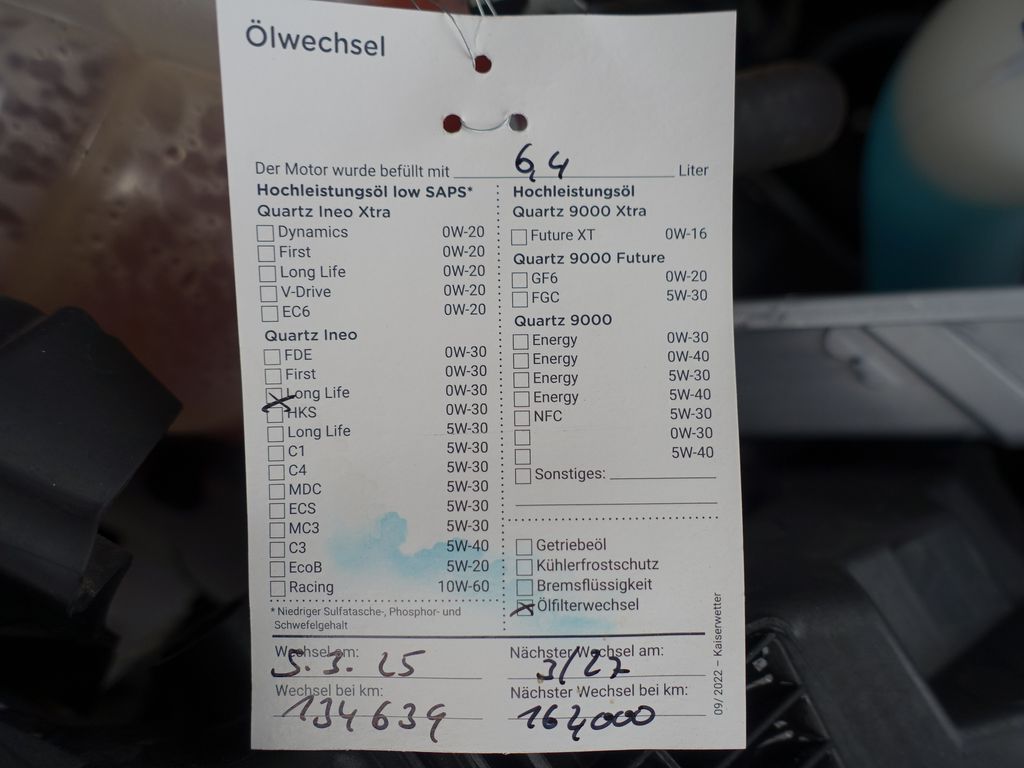 Ölwechsel
Der Motor wurde befüllt mit 6,4 Liter
Hochleistungsöl low SAPS*
Quartz Ineo Xtra
Dynamics 0W-20
First 0W-20
Long Life 0W-20
V-Drive 0W-20
EC6 0W-20
Quartz Ineo
FDE 0W-30
First 0W-30
Long Life 0W-30
HKS 0W-30
Long Life 5W-30
C1 5W-30
C4 5W-30
MDC 5W-30
ECS 5W-30
MC3 5W-30
C3 5W-40
EcoB 5W-20
Racing 10W-60
* Niedriger Sulfatasche-, Phosphor- und
Schwefelgehalt
Hochleistungsöl
Quartz 9000 Xtra
Future XT 0W-16
Quartz 9000 Future
GF6 0W-20
FGC 5W-30
Quartz 9000
Energy 0W-30
Energy 0W-40
Energy 5W-30
Energy 5W-40
NFC 5W-30
0W-30
5W-40
Sonstiges:
Getriebeöl
Kühlerfrostschutz
Bremsflüssigkeit
Ölfilterwechsel
Wechsel am:
5.3.25
Nächster Wechsel am:
3/27
Wechsel bei km:
134639
Nächster Wechsel bei km:
164000
09/2022 – Kaiserwetter